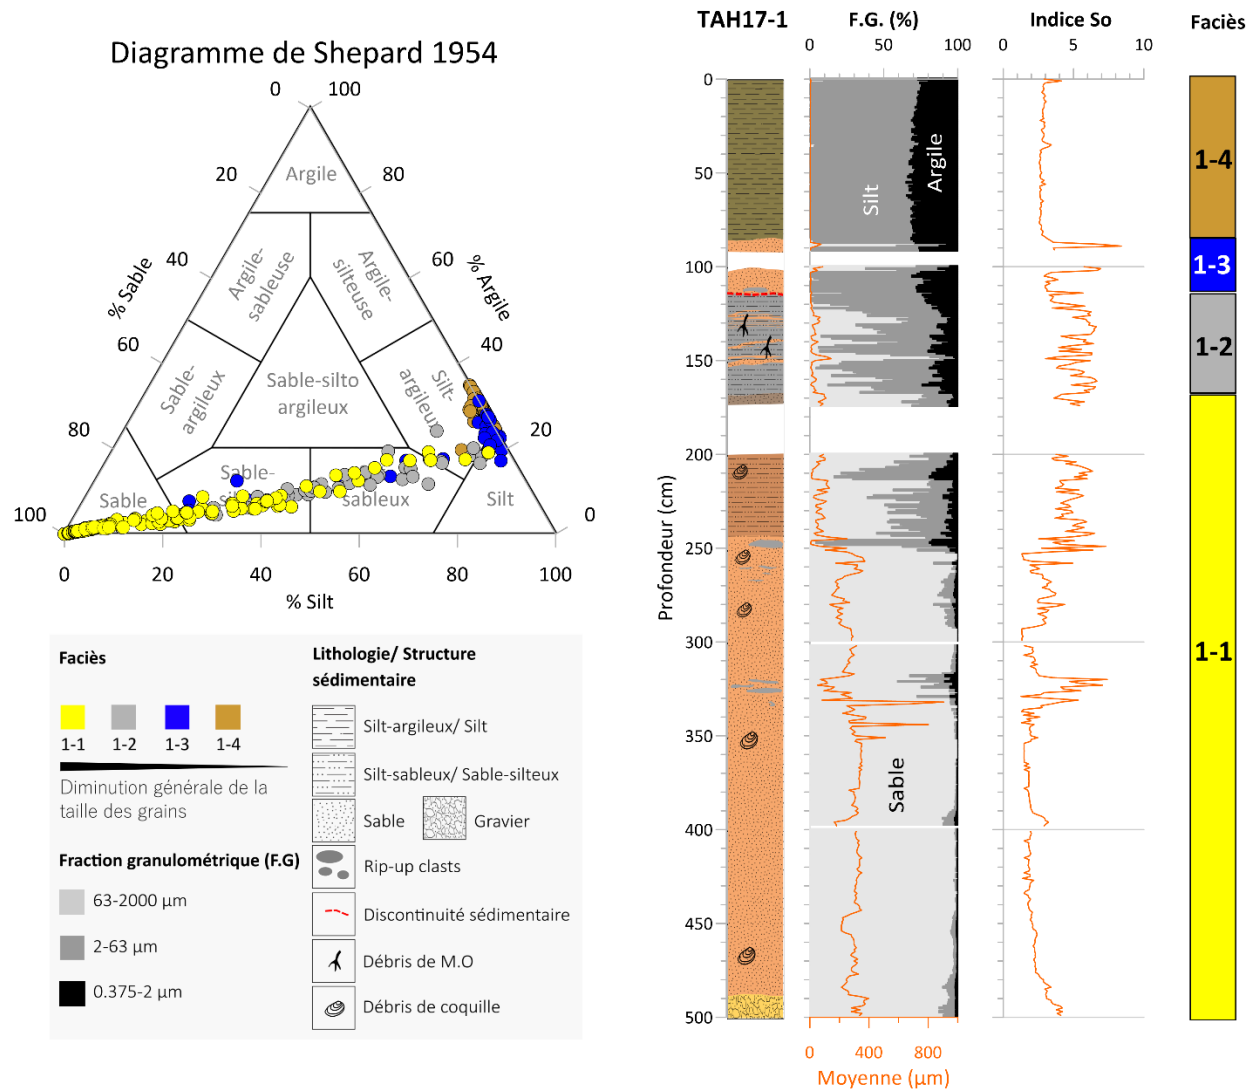 Diagramme de Shepard 1954
0 100
Argile
20 80
% Sable
% Argile
Argile-
sableuse
Argile-
silteuse
40 60
60 40
Sable-
argileux
Sable-silto
argileux
Silt-
argileux
80 20
Sable
Sable-
sableux
Silt
100 0
0 20 40 60 80 100
% Silt
Faciès
1-1 1-2 1-3 1-4
Diminution générale de la
taille des grains
Fraction granulométrique (F.G)
63-2000 µm
2-63 µm
0.375-2 µm
Lithologie/ Structure
sédimentaire
Silt-argileux/ Silt
Silt-sableux/ Sable-silteux
Sable Gravier
Rip-up clasts
Discontinuité sédimentaire
Débris de M.O
Débris de coquille
TAH17-1 F.G. (%) Indice So Faciès
0 50 100 0 5 10
Profondeur (cm)
0
50
100
150
200
250
300
350
400
450
500
Silt
Argile
Sable
0 400 800
Moyenne (µm)
1-4
1-3
1-2
1-1